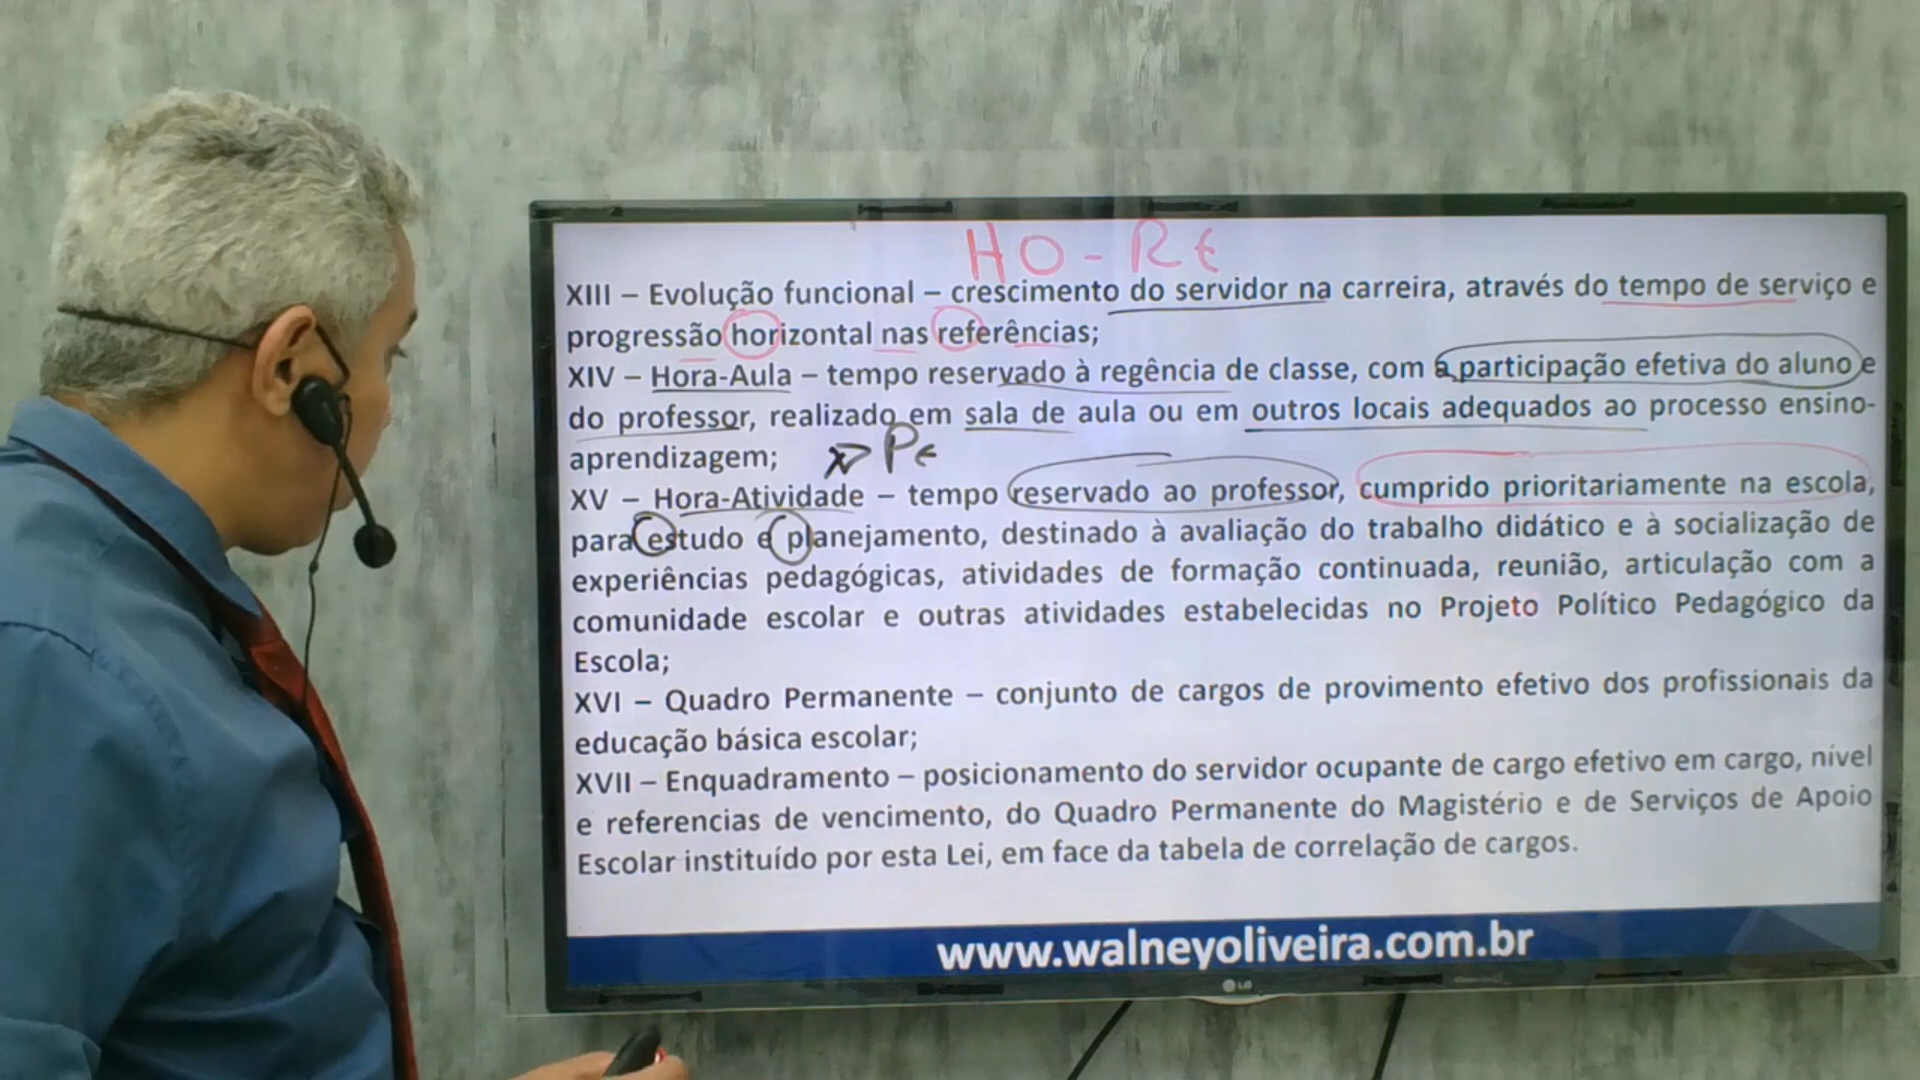 HO-RE
XIII – Evolução funcional – crescimento do servidor na carreira, através do tempo de serviço e
progressão horizontal nas referências;
XIV – Hora-Aula – tempo reservado à regência de classe, com a participação efetiva do aluno e
do professor, realizado em sala de aula ou em outros locais adequados ao processo ensino-
aprendizagem; PE
XV – Hora-Atividade – tempo reservado ao professor, cumprido prioritariamente na escola,
para estudo e planejamento, destinado à avaliação do trabalho didático e à socialização de
experiências pedagógicas, atividades de formação continuada, reunião, articulação com a
comunidade escolar e outras atividades estabelecidas no Projeto Político Pedagógico da
Escola;
XVI – Quadro Permanente – conjunto de cargos de provimento efetivo dos profissionais da
educação básica escolar;
XVII – Enquadramento – posicionamento do servidor ocupante de cargo efetivo em cargo, nível
e referencias de vencimento, do Quadro Permanente do Magistério e de Serviços de Apoio
Escolar instituído por esta Lei, em face da tabela de correlação de cargos.
www.walneyoliveira.com.br
LG